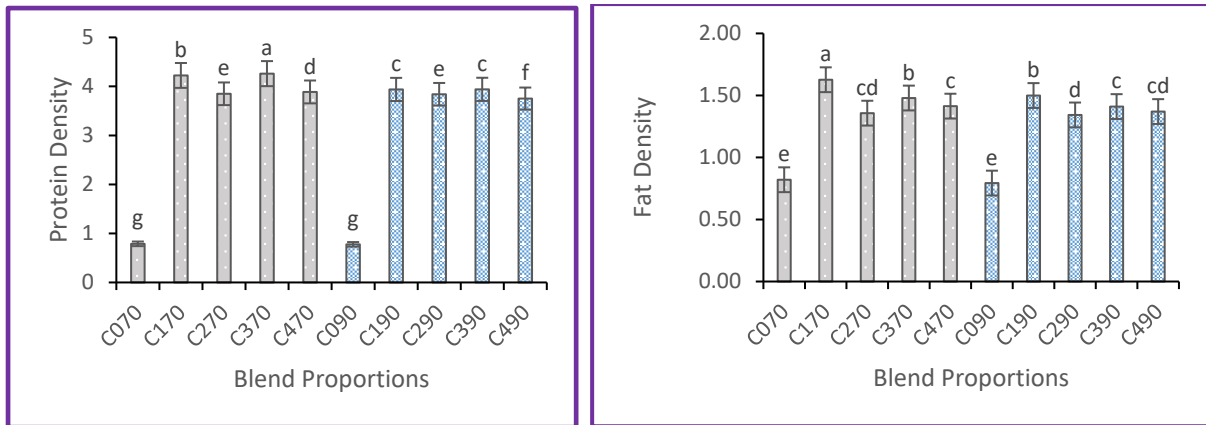 5
4
3
2
1
0
Protein Density
g b e a d g c e c f
C070 C170 C270 C370 C470 C090 C190 C290 C390 C490
Blend Proportions
2.00
1.50
1.00
0.50
0.00
Fat Density
e a cd b c e b d c cd
C070 C170 C270 C370 C470 C090 C190 C290 C390 C490
Blend Proportions